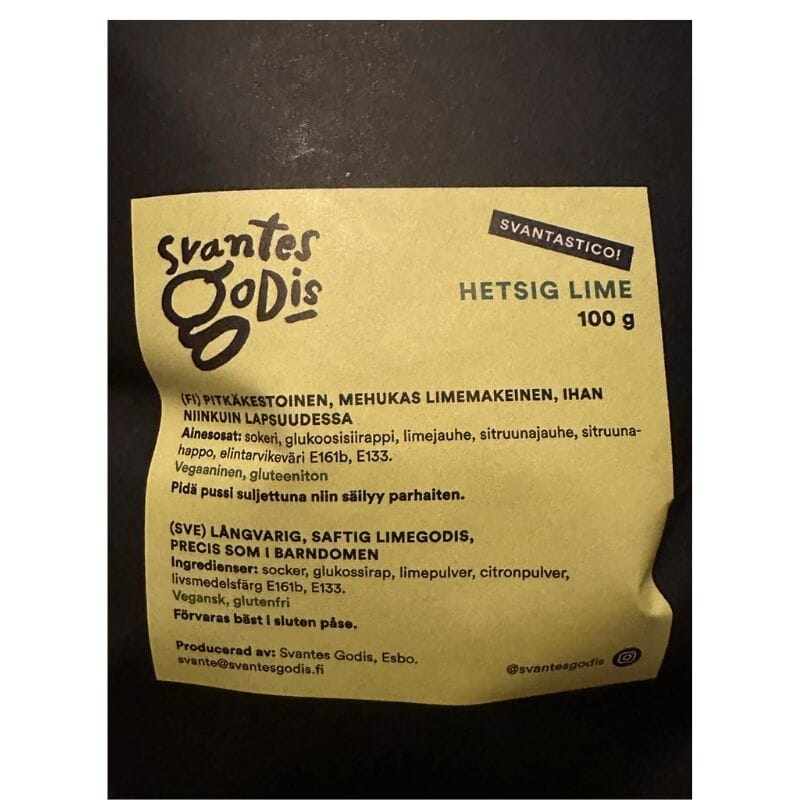 Svantes
goDis
SVANTASTICO!
HETSIG LIME
100 g
(FI) PITKÄKESTOINEN, MEHUKAS LIMEMAKEINEN, IHAN
NIINKUIN LAPSUUDESSA
Ainesosat: sokeri, glukoosisiirappi, limejauhe, sitruunajauhe, sitruuna-
happo, elintarvikeväri E161b, E133.
Vegaaninen, gluteeniton
Pidä pussi suljettuna niin säilyy parhaiten.
(SVE) LÅNGVARIG, SAFTIG LIMEGODIS,
PRECIS SOM I BARNDOMEN
Ingredienser: socker, glukossirap, limepulver, citronpulver,
livsmedelsfärg E161b, E133.
Vegansk, glutenfri
Förvaras bäst i sluten påse.
Producerad av: Svantes Godis, Esbo.
svante@svantesgodis.fi
@svantesgodis